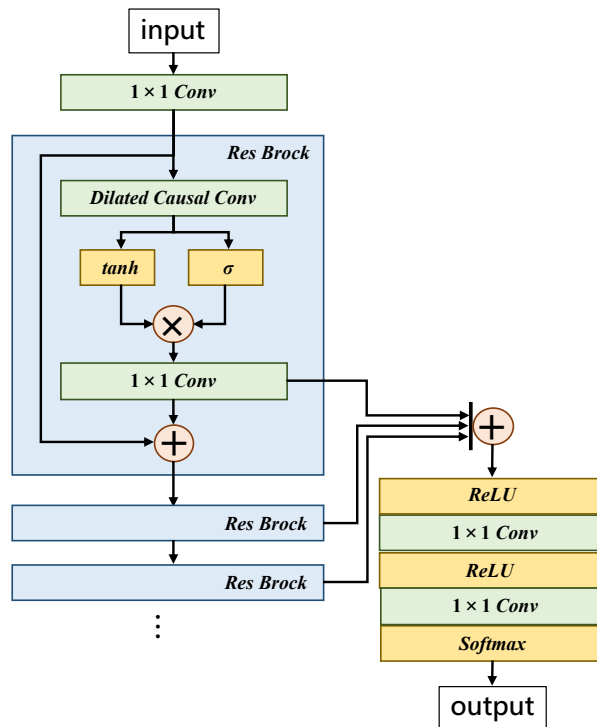 input
1 × 1 Conv
Res Brock
Dilated Causal Conv
tanh
σ
×
1 × 1 Conv
+
+
Res Brock
Res Brock
⋮
ReLU
1 × 1 Conv
ReLU
1 × 1 Conv
Softmax
output